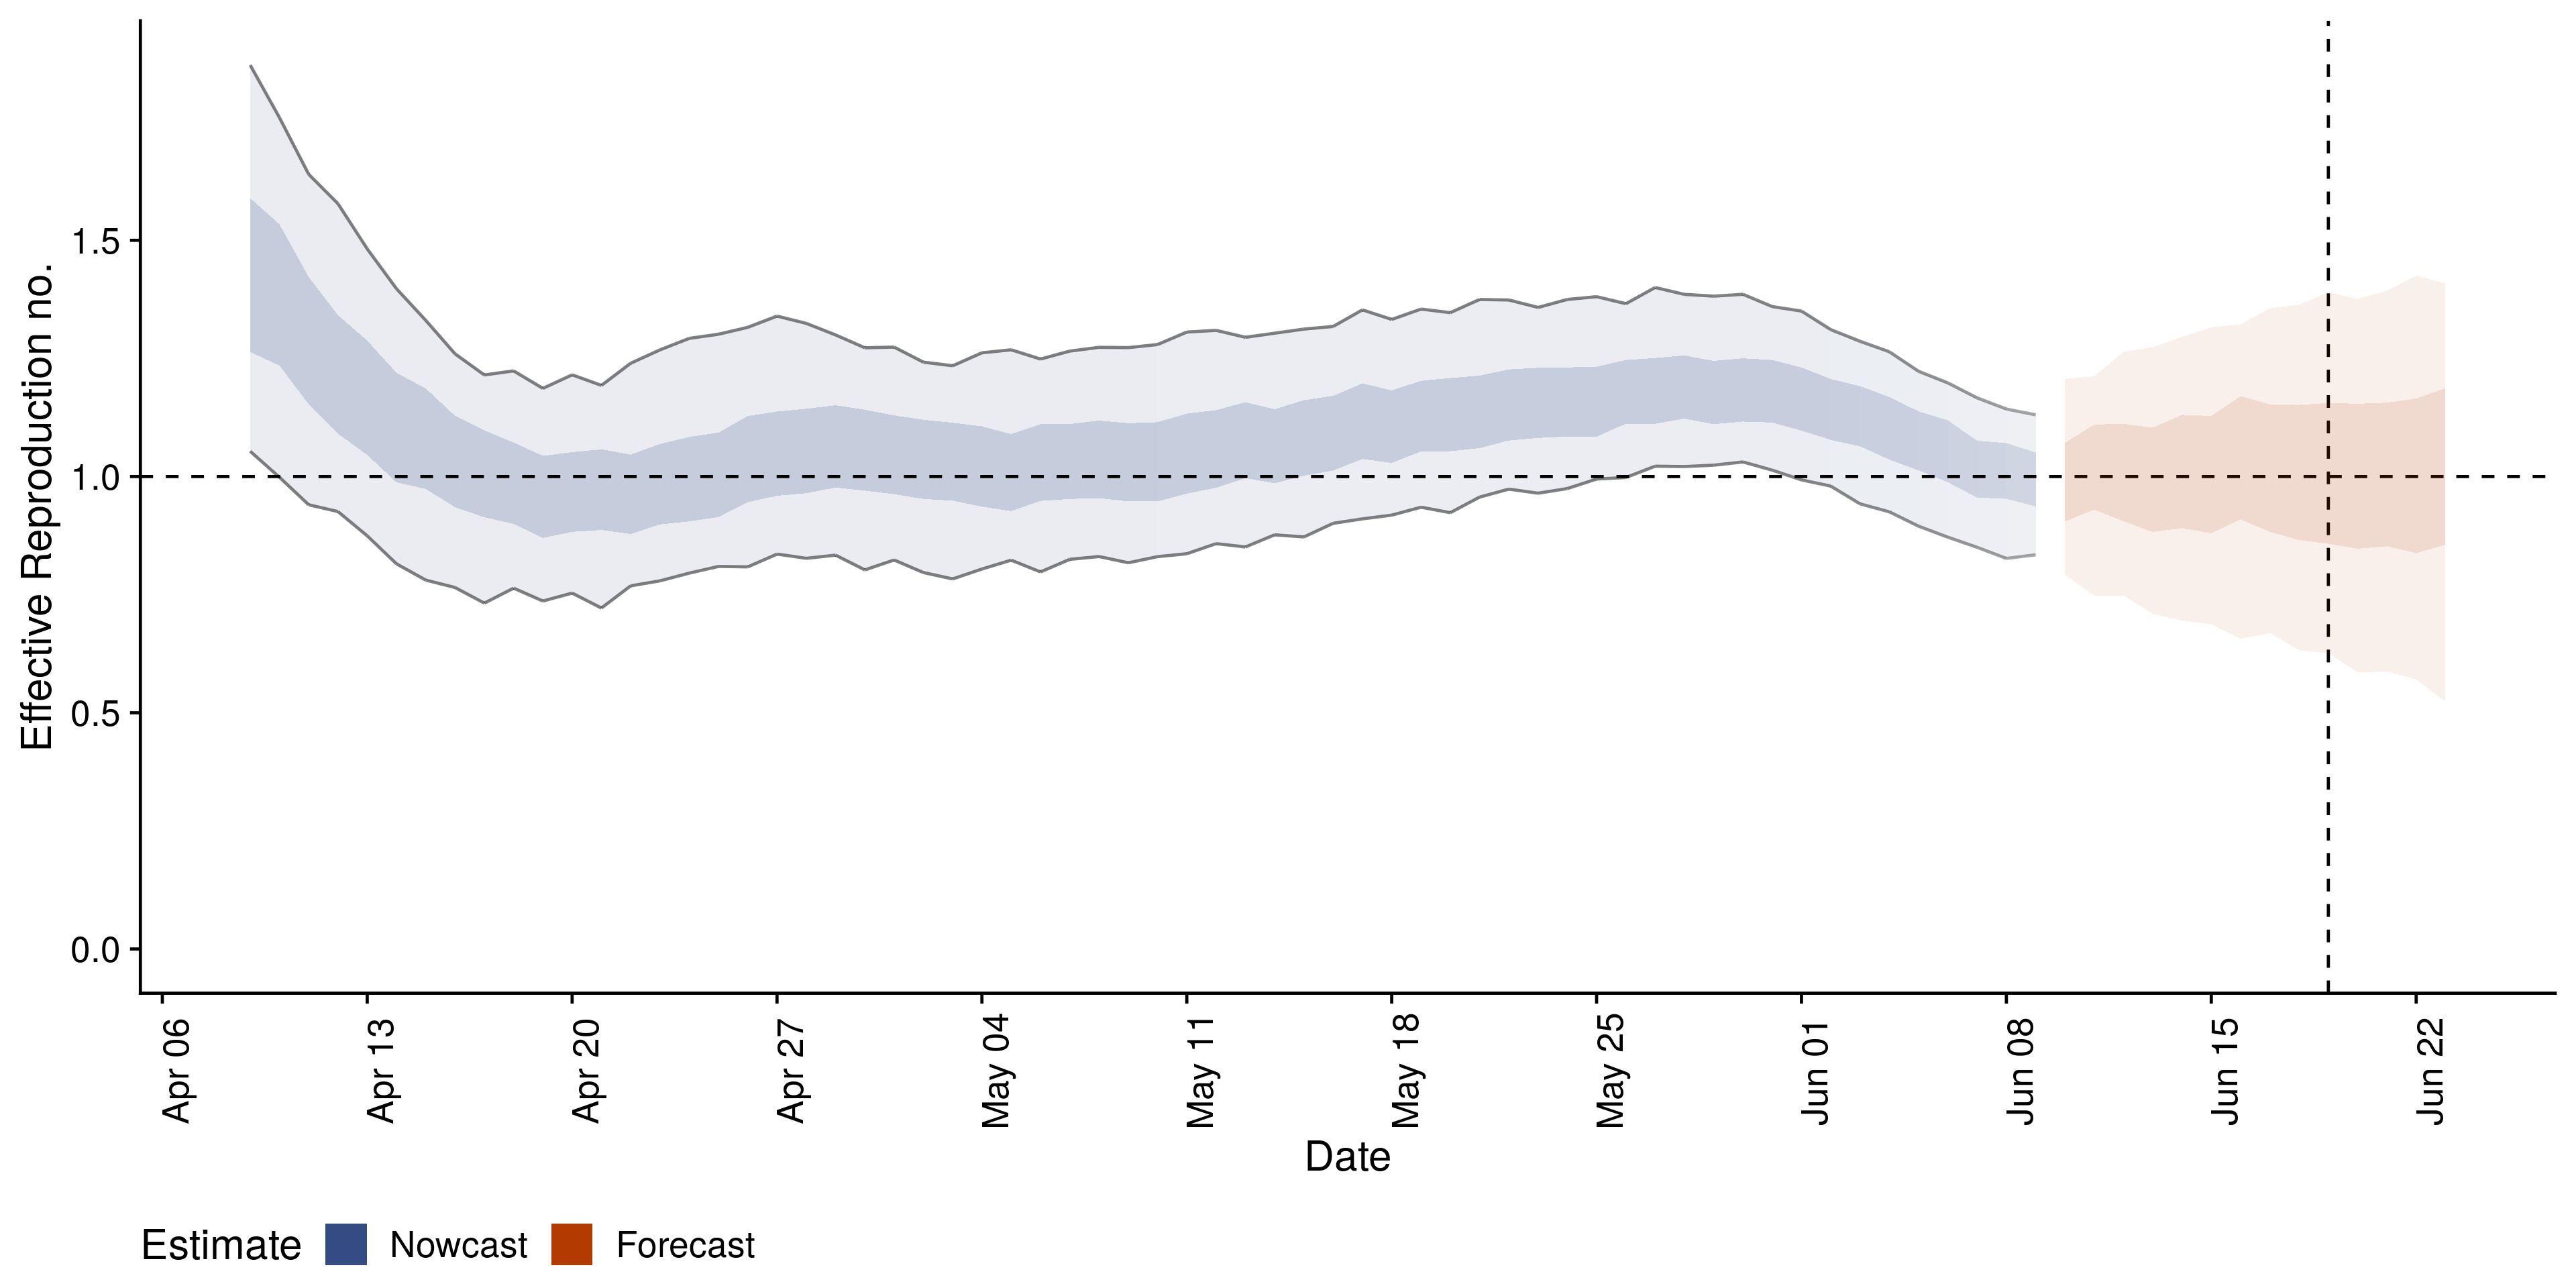 Effective Reproduction no.
1.5
1.0
0.5
0.0
Apr 06
Apr 13
Apr 20
Apr 27
May 04
May 11
May 18
May 25
Jun 01
Jun 08
Jun 15
Jun 22
Date
Estimate Nowcast Forecast